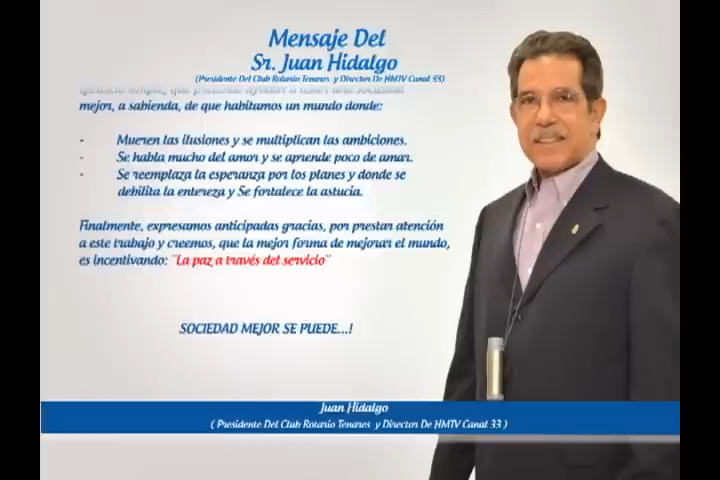 Mensaje Del
Sr. Juan Hidalgo
(Presidente Del Club Rotario Tenares y Director De HMTV Canal 33)
mejor, a sabienda, de que habitamos un mundo donde:
- Mueren las ilusiones y se multiplican las ambiciones.
- Se habla mucho del amor y se aprende poco de amar.
- Se reemplaza la esperanza por los planes y donde se
debilita la entereza y Se fortalece la astucia.
Finalmente, expresamos anticipadas gracias, por prestar atención
a este trabajo y creemos, que la mejor forma de mejorar el mundo,
es incentivando: "La paz a través del servicio"
SOCIEDAD MEJOR SE PUEDE...!
Juan Hidalgo
( Presidente Del Club Rotario Tenares y Director De HMTV Canal 33 )